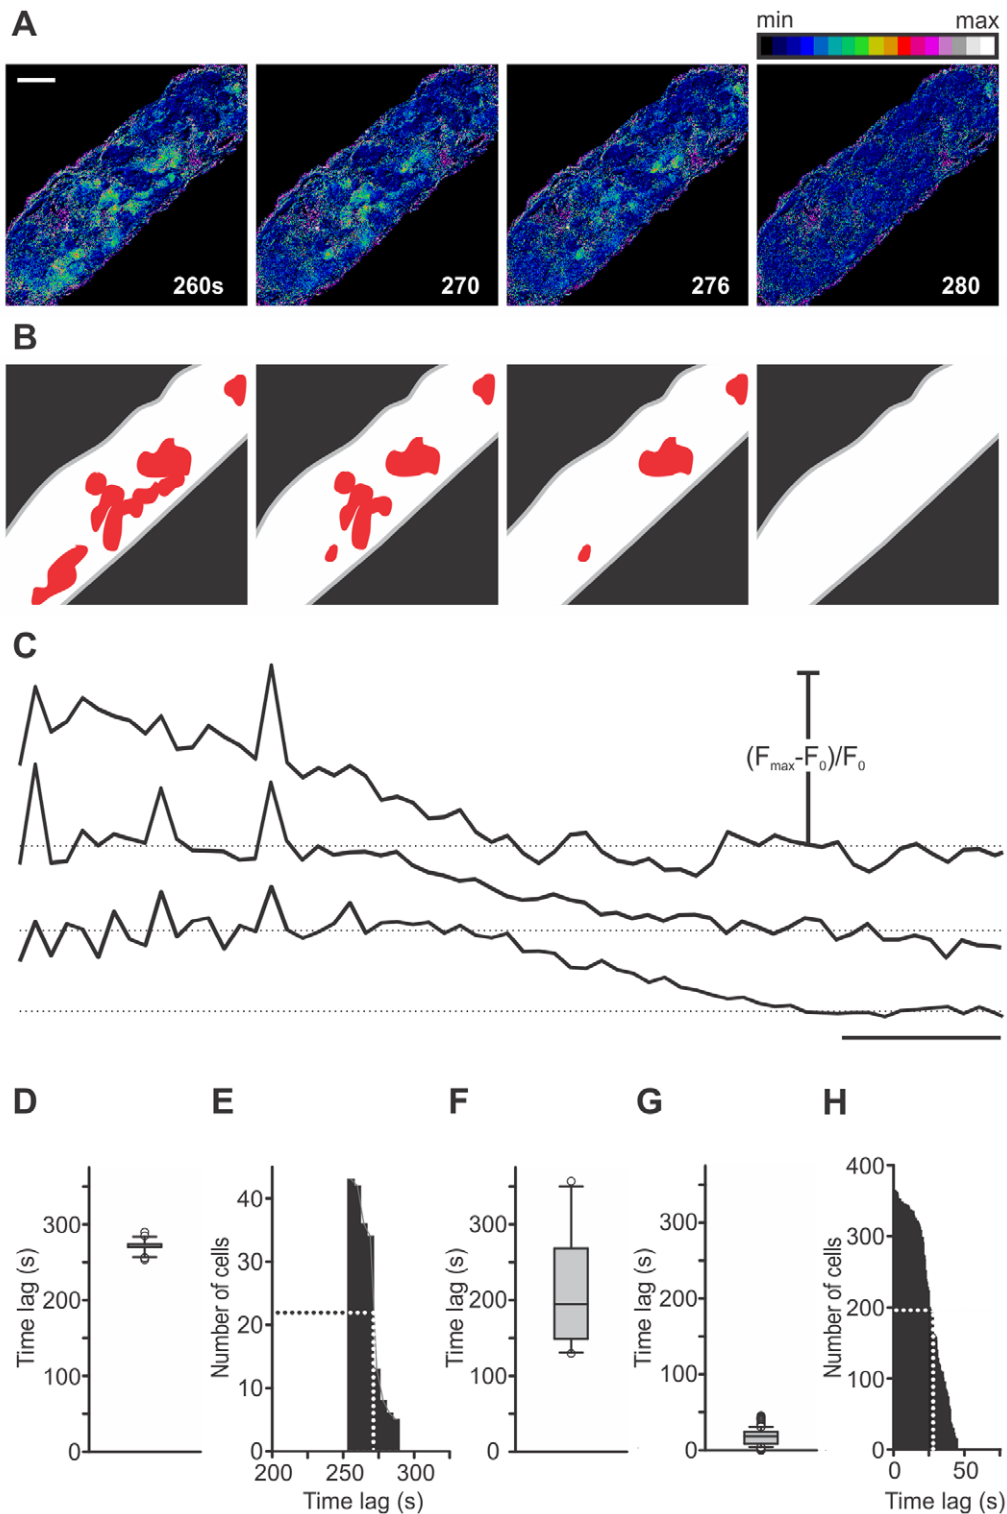 A
min max
260s 270 276 280
B
C
(Fmax-F0)/F0
D E F G H
Time lag (s)
300
200
100
0
Number of cells
40
30
20
10
0
200 250 300
Time lag (s)
Time lag (s)
300
200
100
0
Time lag (s)
300
200
100
0
Number of cells
400
300
200
100
0
0 50
Time lag (s)